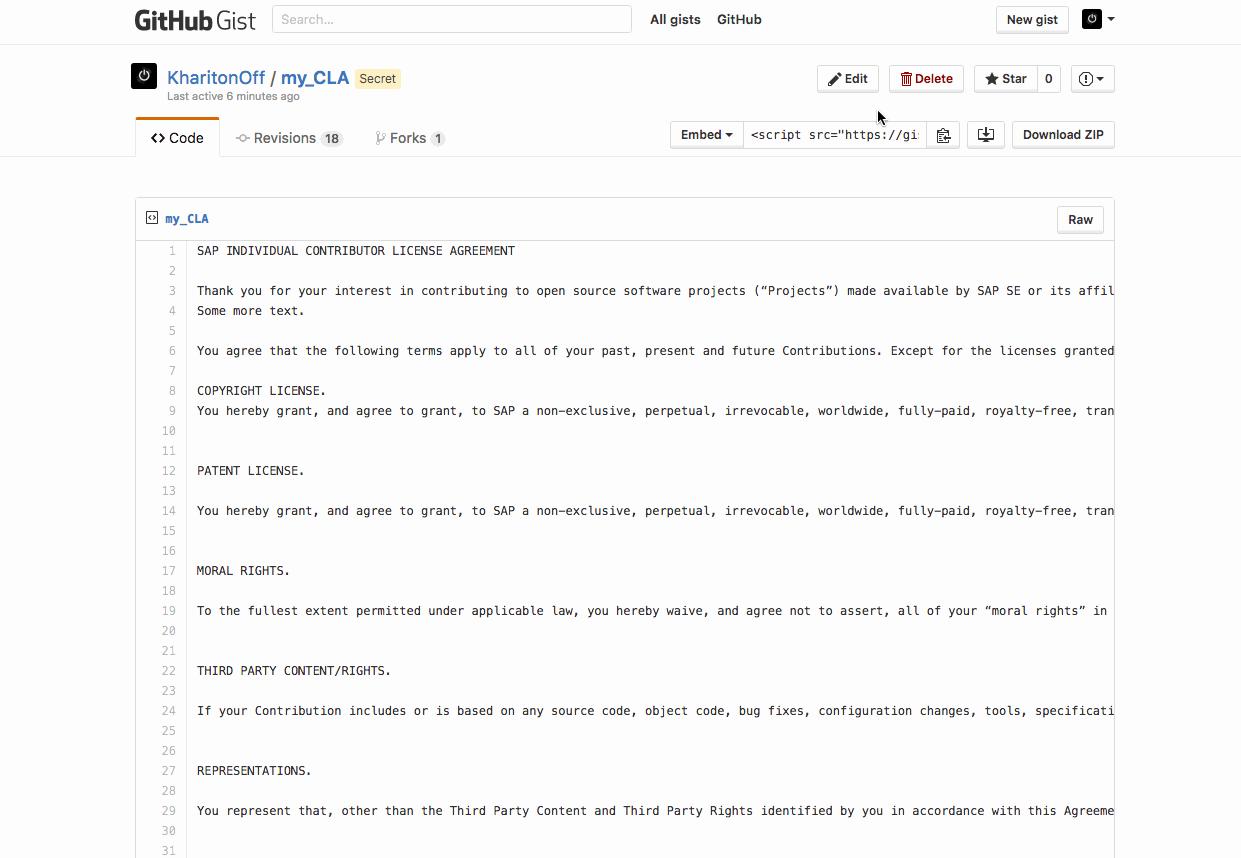 GitHub Gist
Search...
All gists
GitHub
New gist
KharitonOff / my_CLA Secret
Last active 6 minutes ago
Edit
Delete
Star 0
Code
Revisions 18
Forks 1
Embed
<script src="https://gi
Download ZIP
my_CLA
Raw
1 SAP INDIVIDUAL CONTRIBUTOR LICENSE AGREEMENT
2
3 Thank you for your interest in contributing to open source software projects (“Projects”) made available by SAP SE or its affil
4 Some more text.
5
6 You agree that the following terms apply to all of your past, present and future Contributions. Except for the licenses granted
7
8 COPYRIGHT LICENSE.
9 You hereby grant, and agree to grant, to SAP a non-exclusive, perpetual, irrevocable, worldwide, fully-paid, royalty-free, tran
10
11
12 PATENT LICENSE.
13
14 You hereby grant, and agree to grant, to SAP a non-exclusive, perpetual, irrevocable, worldwide, fully-paid, royalty-free, tran
15
16
17 MORAL RIGHTS.
18
19 To the fullest extent permitted under applicable law, you hereby waive, and agree not to assert, all of your “moral rights” in
20
21
22 THIRD PARTY CONTENT/RIGHTS.
23
24 If your Contribution includes or is based on any source code, object code, bug fixes, configuration changes, tools, specificati
25
26
27 REPRESENTATIONS.
28
29 You represent that, other than the Third Party Content and Third Party Rights identified by you in accordance with this Agreeme
30
31